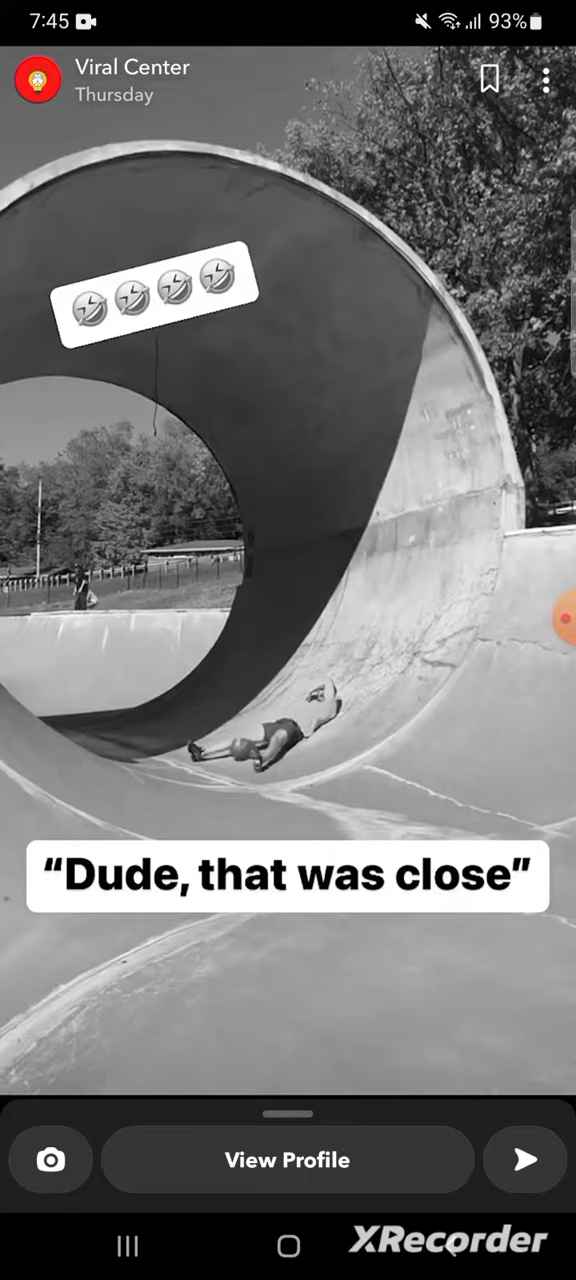 7:45
93%
Viral Center
Thursday
🤣🤣🤣🤣
“Dude, that was close”
View Profile
XRecorder